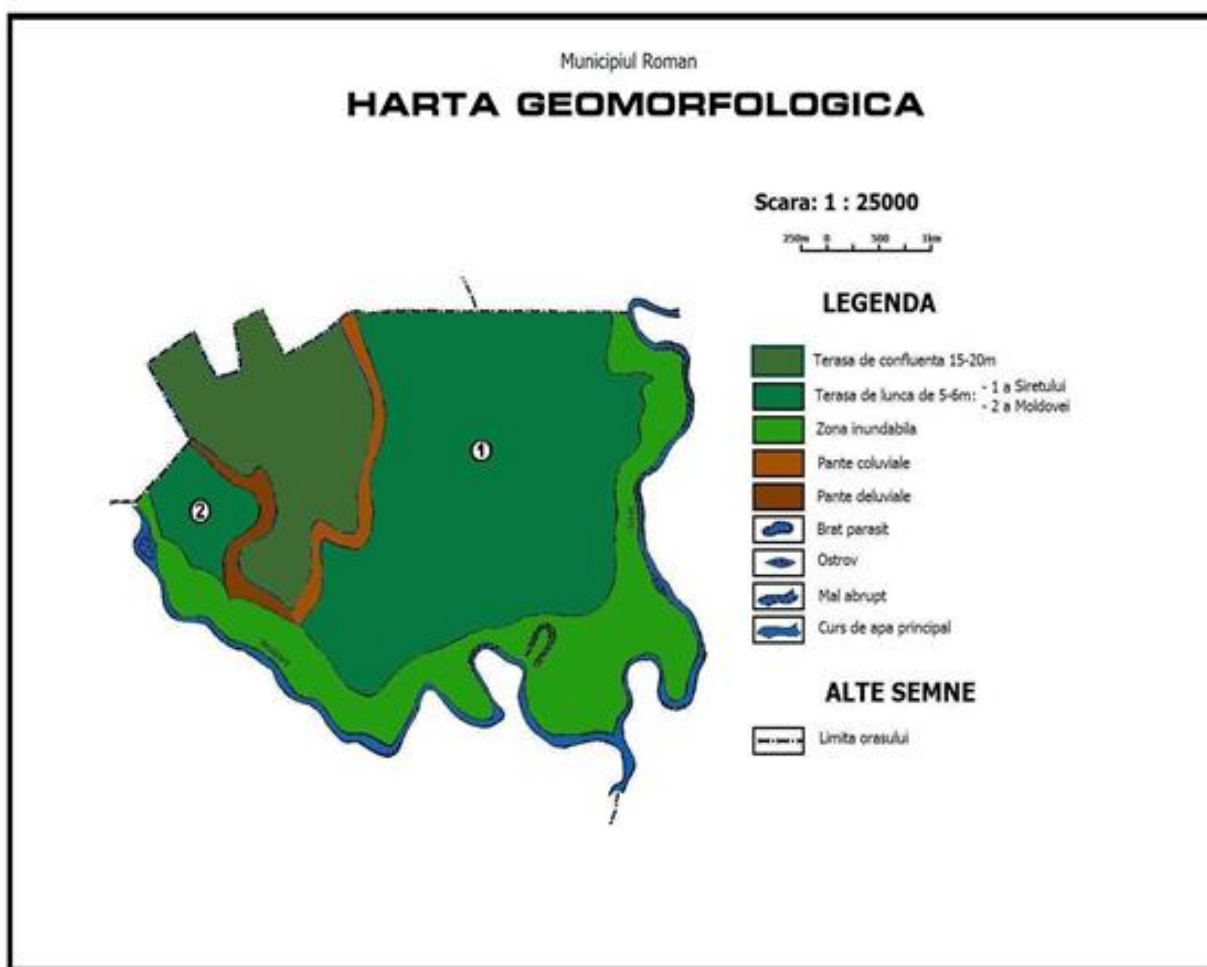 Municipiul Roman
HARTA GEOMORFOLOGICA
Scara: 1 : 25000
250m 0 500 1km
LEGENDA
Terasa de confluenta 15-20m
Terasa de lunca de 5-6m: - 1 a Siretului
- 2 a Moldovei
Zona inundabila
Pante coluviale
Pante deluviale
Brat parasit
Ostrov
Mal abrupt
Curs de apa principal
ALTE SEMNE
Limita orasului
1
2